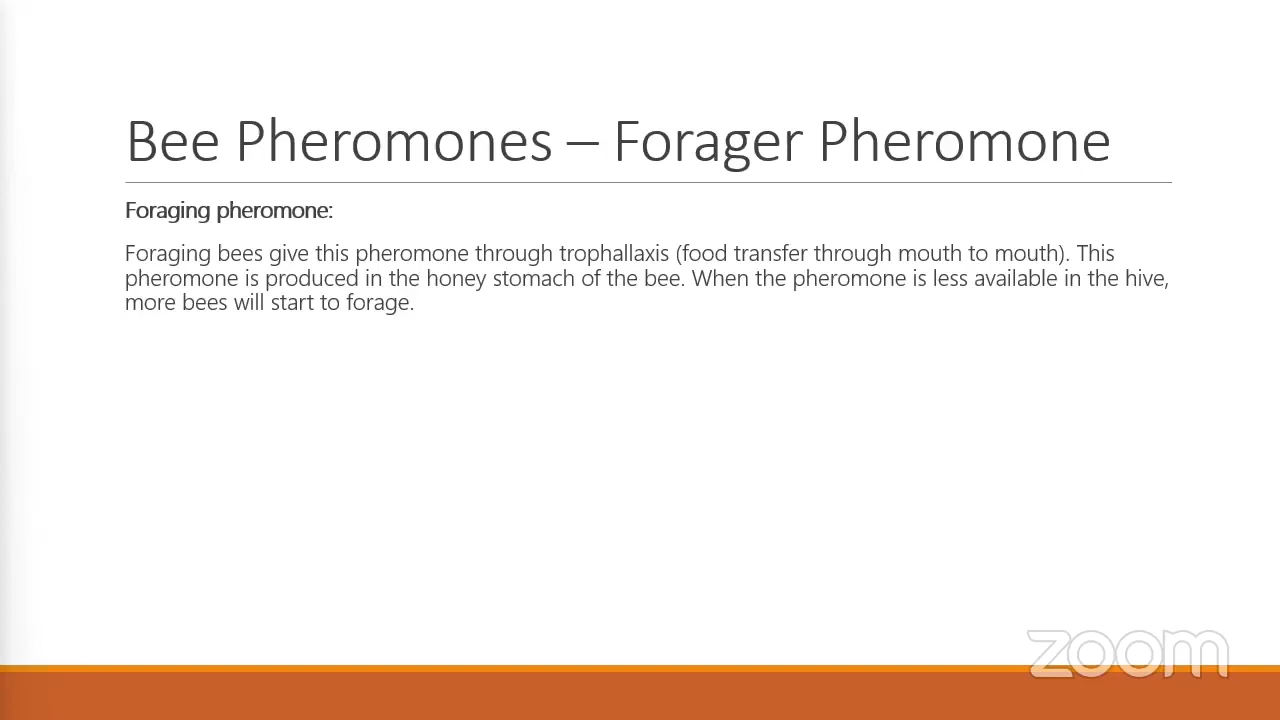 Bee Pheromones – Forager Pheromone
Foraging pheromone:
Foraging bees give this pheromone through trophallaxis (food transfer through mouth to mouth). This
pheromone is produced in the honey stomach of the bee. When the pheromone is less available in the hive,
more bees will start to forage.
zoom